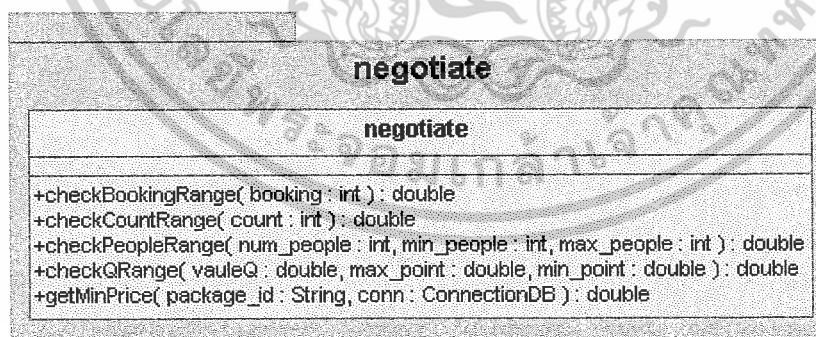 negotiate
negotiate
+checkBookingRange( booking : int ) : double
+checkCountRange( count : int ) : double
+checkPeopleRange( num_people : int, min_people : int, max_people : int ) : double
+checkQRange( vauleQ : double, max_point : double, min_point : double ) : double
+getMinPrice( package_id : String, conn : ConnectionDB ) : double